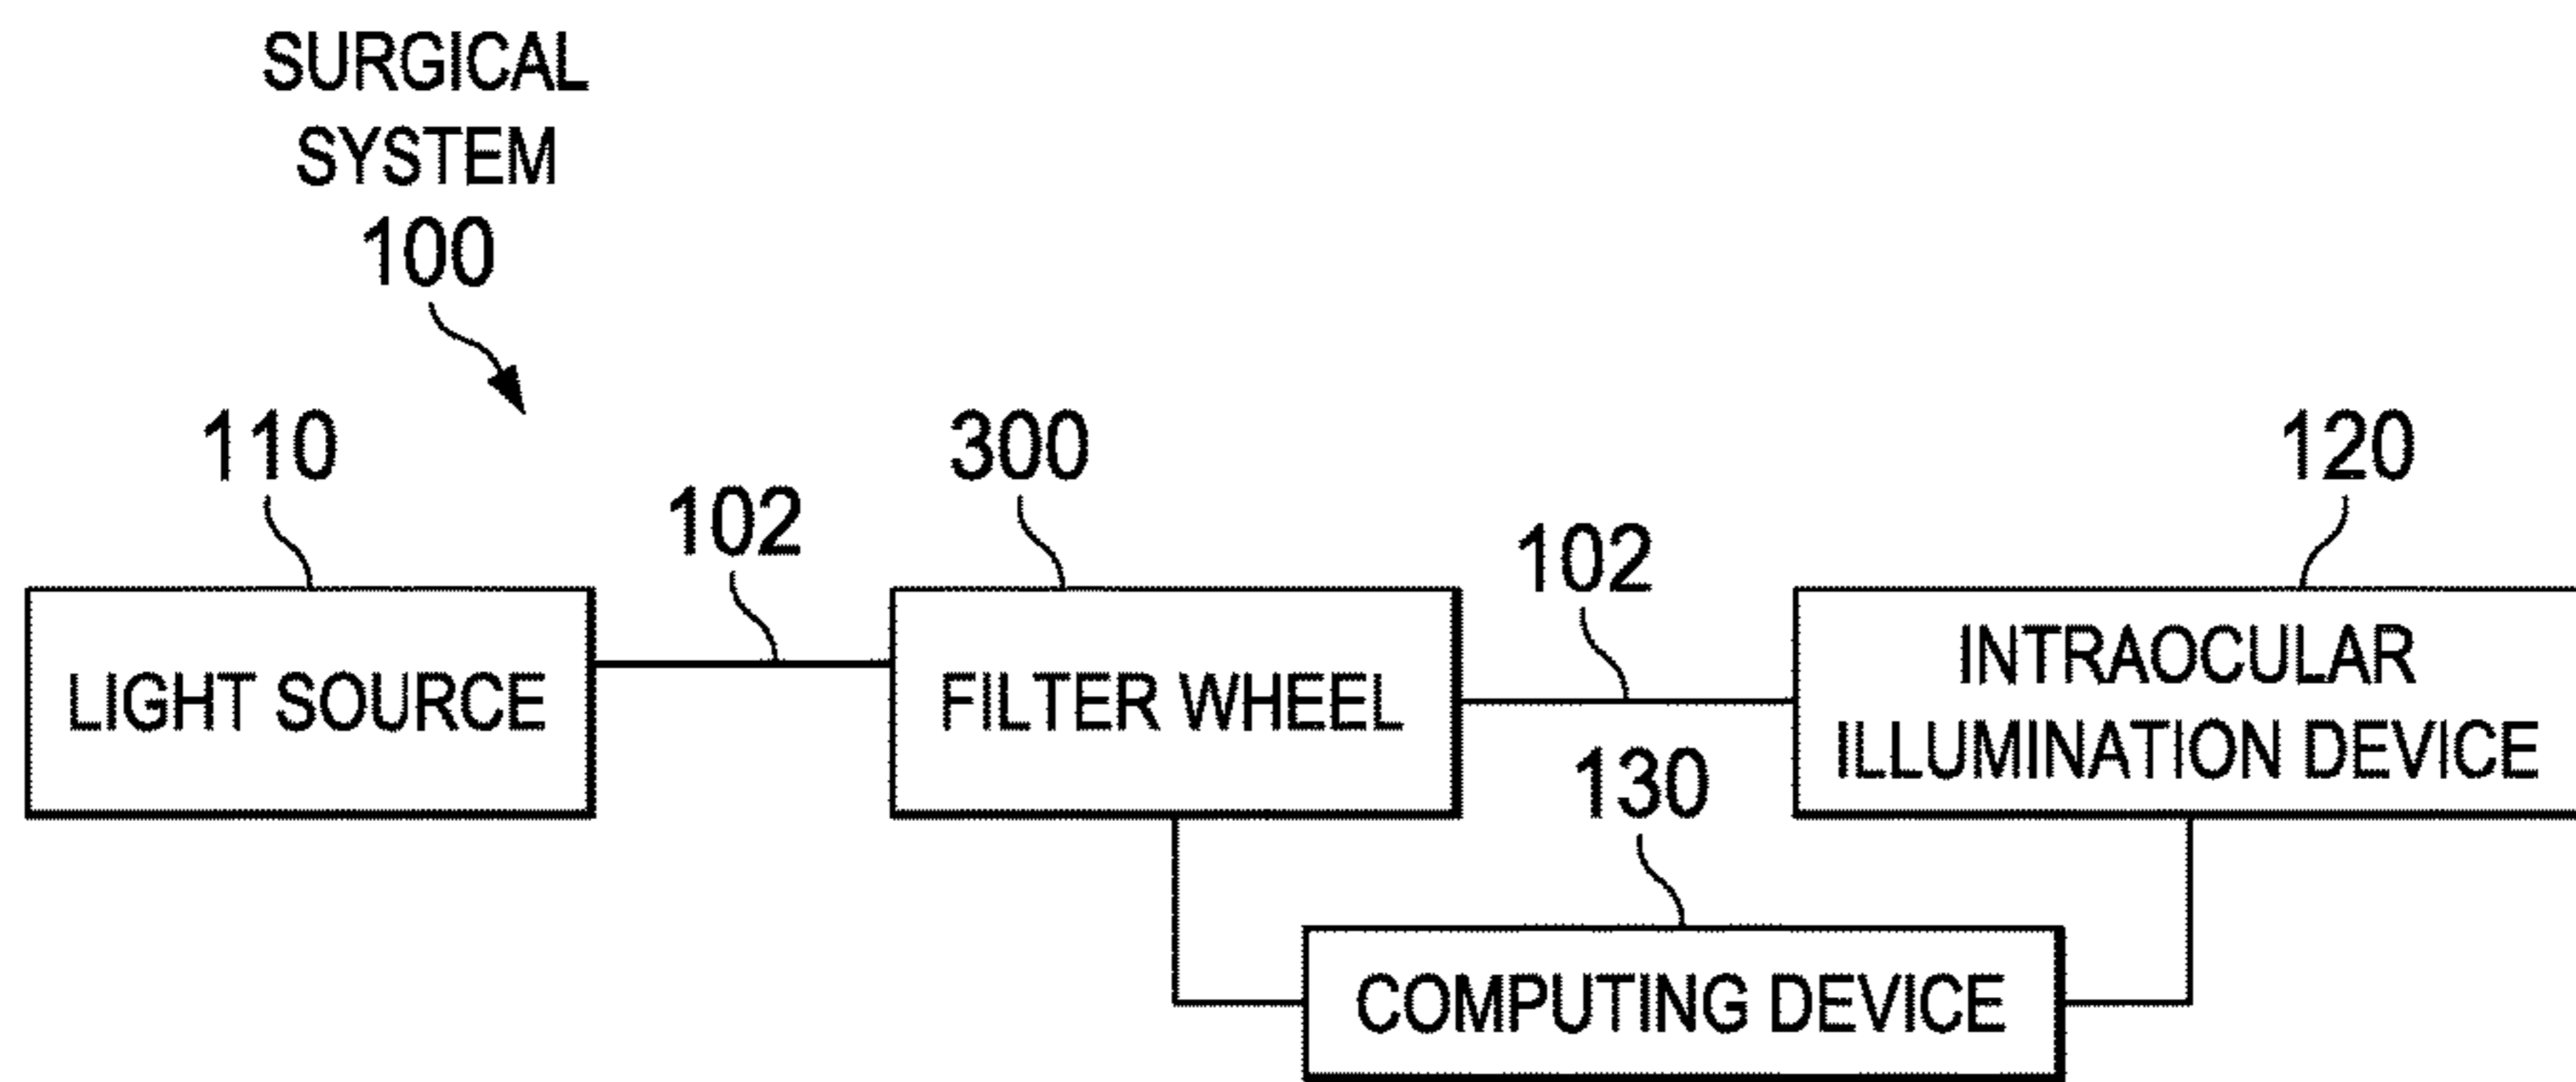 SURGICAL
SYSTEM
100
110
102
300
102
120
LIGHT SOURCE
FILTER WHEEL
INTRAOCULAR
ILLUMINATION DEVICE
130
COMPUTING DEVICE